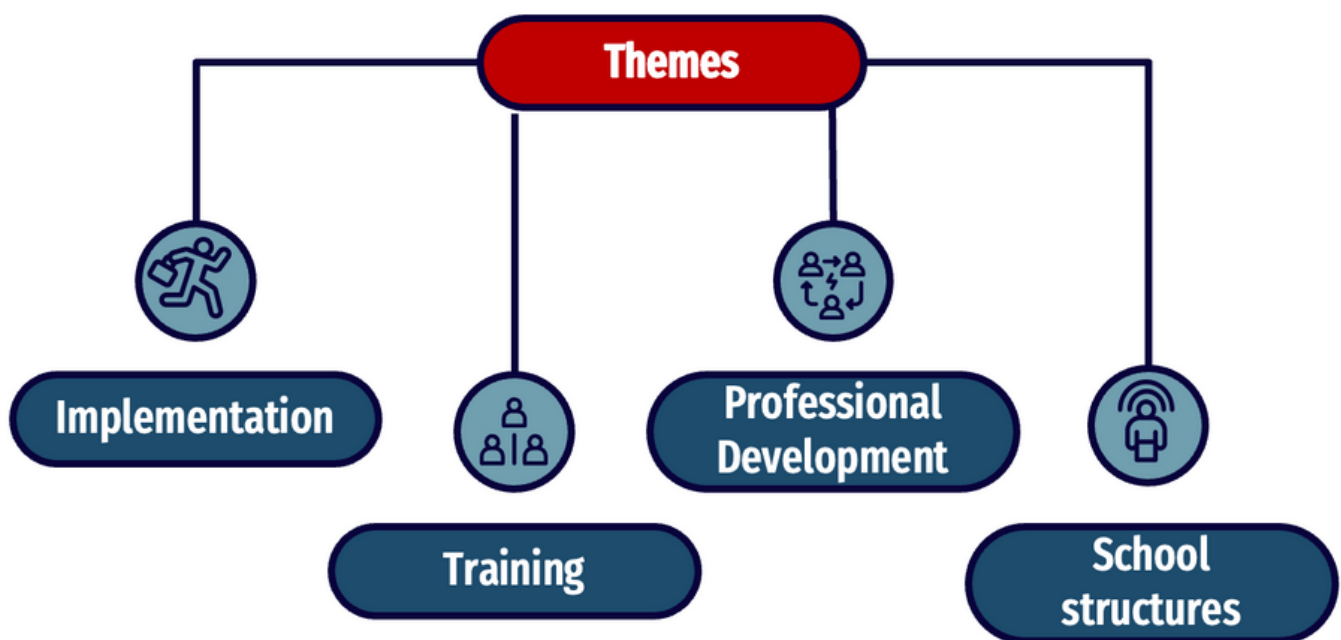 Themes
Implementation
Professional
Development
Training
School
structures